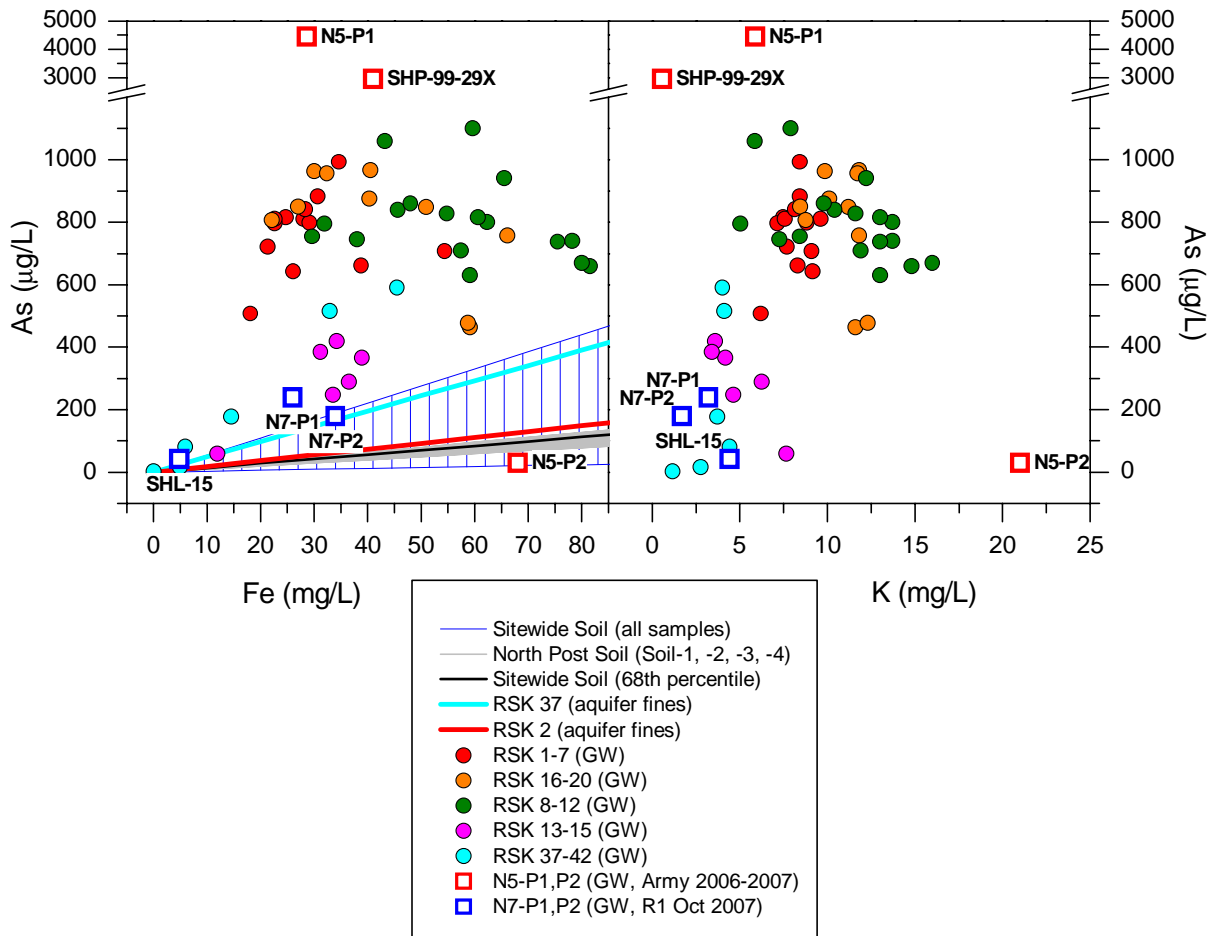 5000
4000
3000
1000
800
600
400
200
0
As (μg/L)
N5-P1
SHP-99-29X
N7-P1
N7-P2
SHL-15
N5-P2
0 10 20 30 40 50 60 70 80
Fe (mg/L)
N5-P1
SHP-99-29X
N7-P1
N7-P2
SHL-15
N5-P2
0 5 10 15 20 25
K (mg/L)
5000
4000
3000
1000
800
600
400
200
0
As (μg/L)
Sitewide Soil (all samples)
North Post Soil (Soil-1, -2, -3, -4)
Sitewide Soil (68th percentile)
RSK 37 (aquifer fines)
RSK 2 (aquifer fines)
RSK 1-7 (GW)
RSK 16-20 (GW)
RSK 8-12 (GW)
RSK 13-15 (GW)
RSK 37-42 (GW)
N5-P1,P2 (GW, Army 2006-2007)
N7-P1,P2 (GW, R1 Oct 2007)